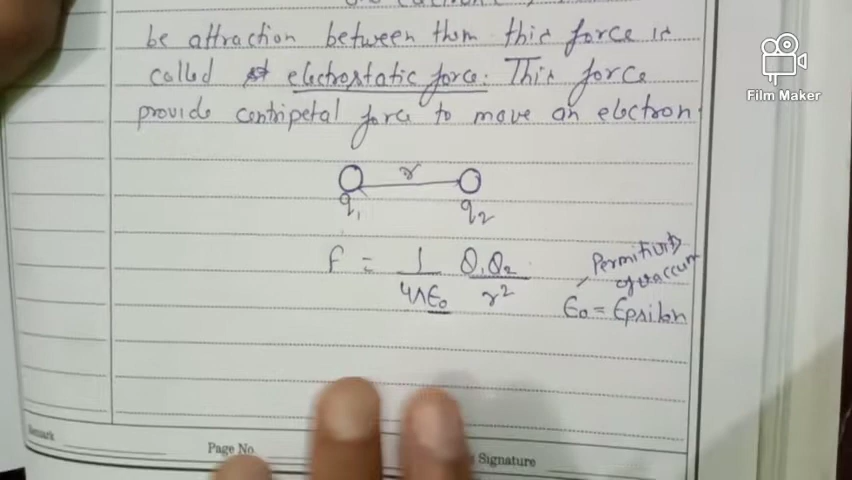 be attraction between them this force is
called electrostatic force. This force
provide centripetal force to move an electron.
r
q1 q2
F = 1/4πε0 Q1Q2/r²
Permitivity
of vaccum
ε0 = Epsilon
Remark
Page No.
Signature
Film Maker